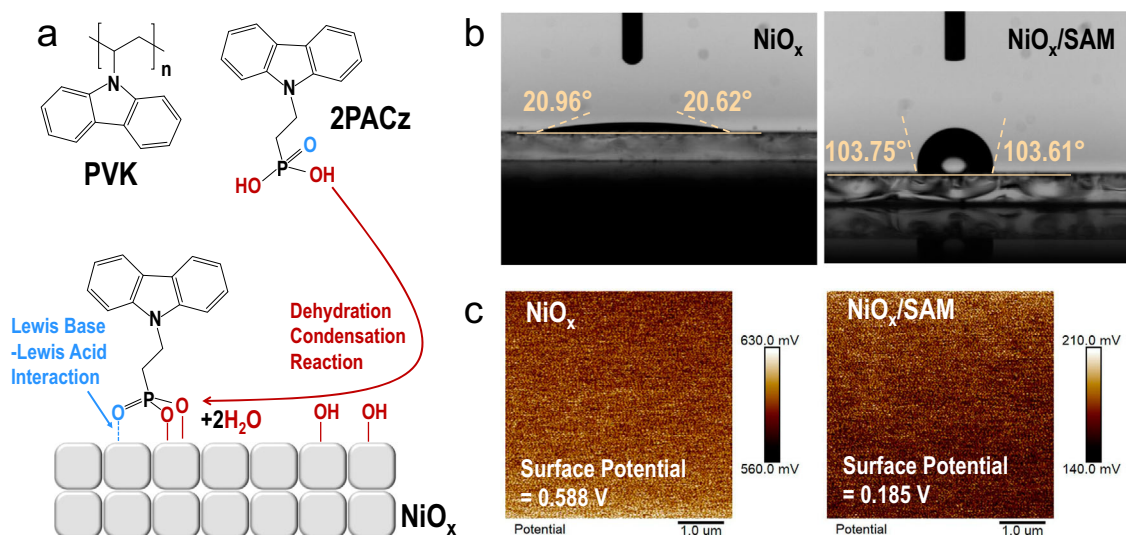 a
n
N
PVK
N
2PACz
O
P
HO
OH
N
Lewis Base
-Lewis Acid
Interaction
Dehydration
Condensation
Reaction
O
P
O
O
+2H₂O
OH
OH
NiOₓ
b
NiOₓ
20.96°
20.62°
NiOₓ/SAM
103.75°
103.61°
c
NiOₓ
Surface Potential
= 0.588 V
Potential
1.0 um
630.0 mV
560.0 mV
NiOₓ/SAM
Surface Potential
= 0.185 V
Potential
1.0 um
210.0 mV
140.0 mV